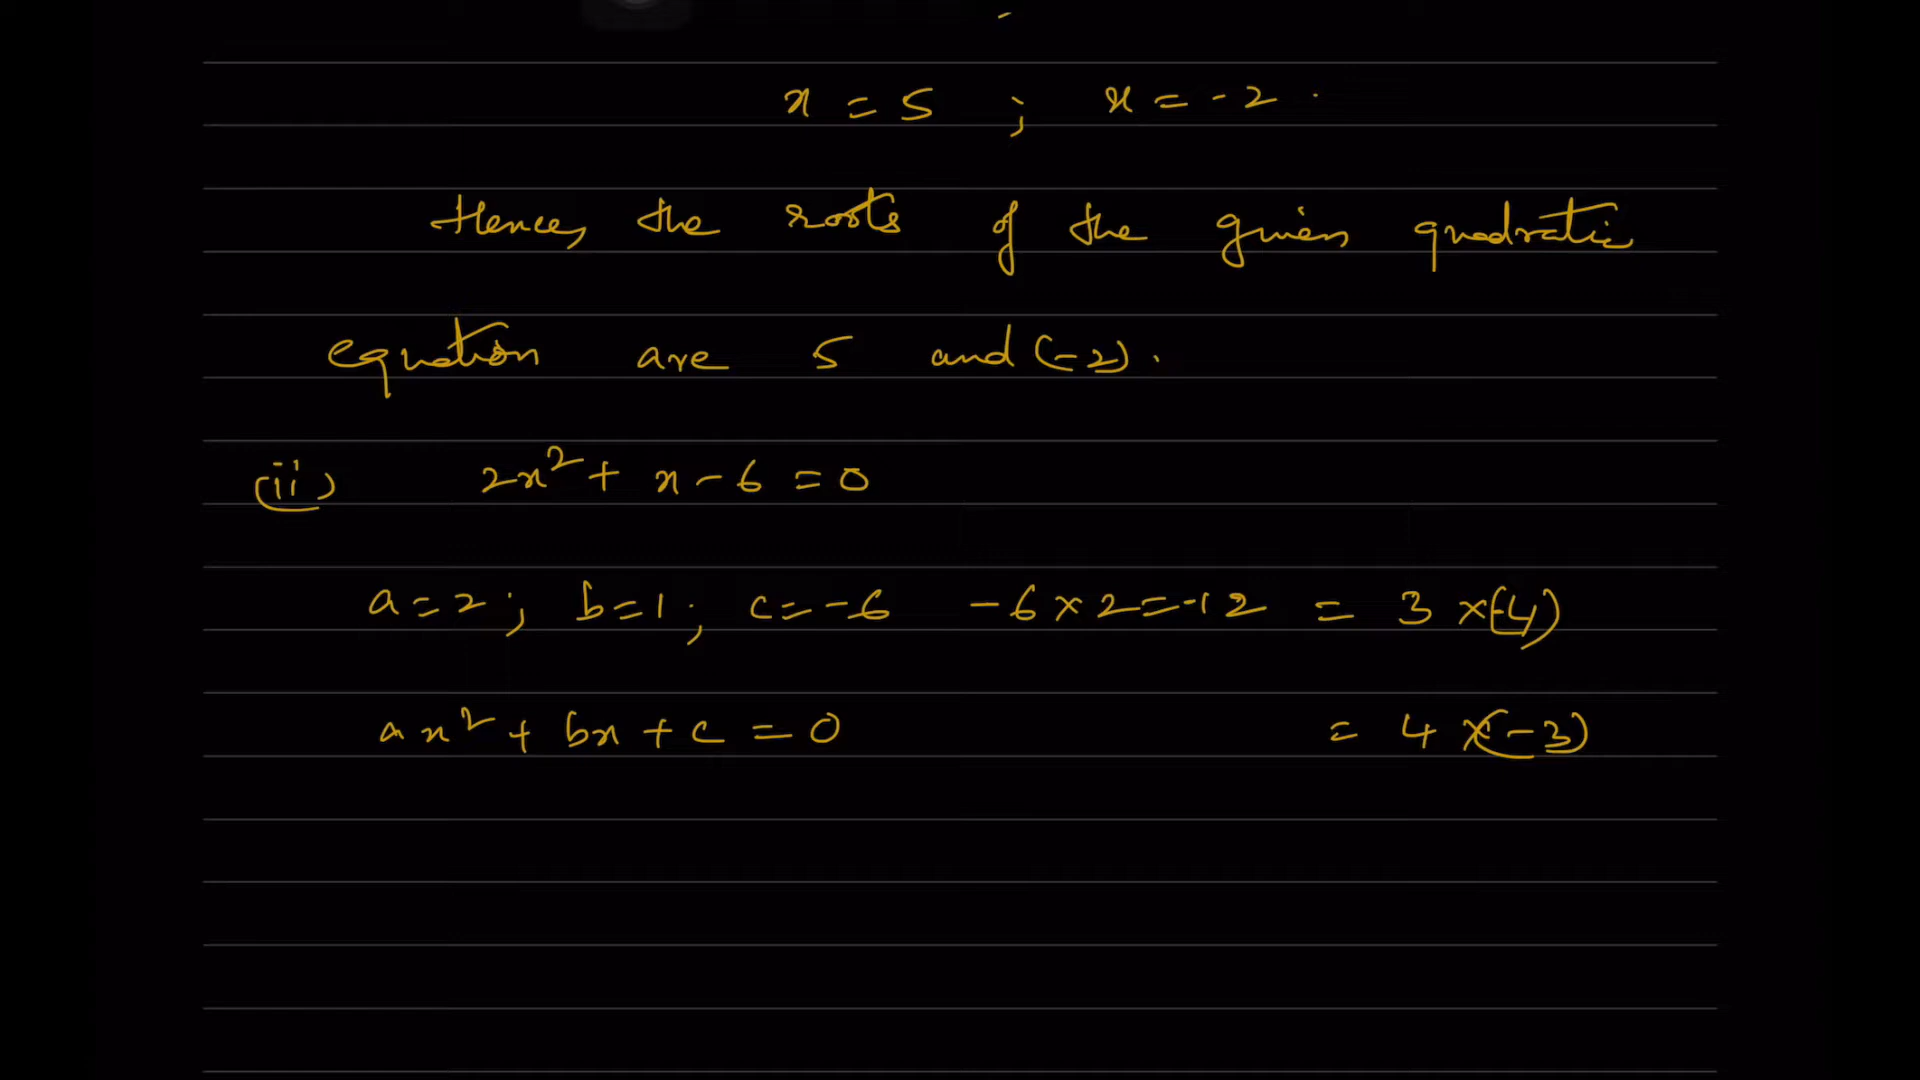 x = 5 ; x = -2 .
Hence, the roots of the given quadratic
equation are 5 and (-2).
(ii) 2x² + x - 6 = 0
a = 2 ; b = 1 ; c = -6 -6 × 2 = -12 = 3 × (-4)
ax² + bx + c = 0 = 4 × (-3)